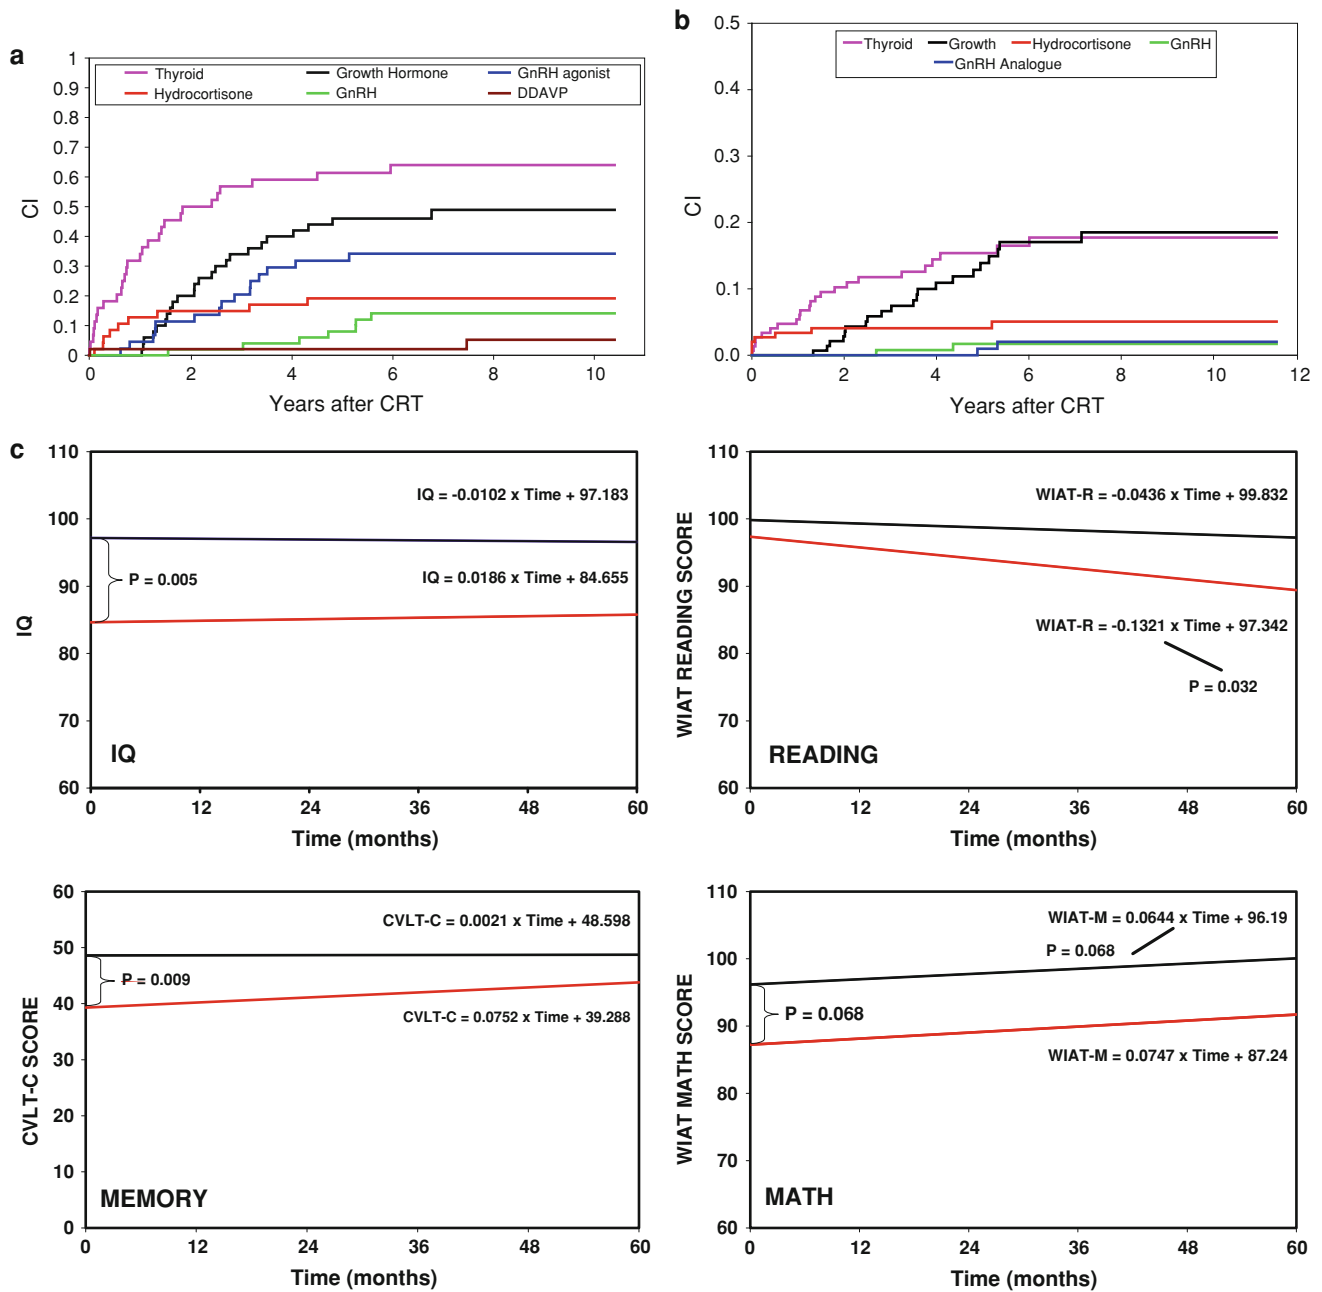 a
1
0.9
0.8
0.7
0.6
0.5
0.4
0.3
0.2
0.1
0
CI
Thyroid Growth Hormone GnRH agonist
Hydrocortisone GnRH DDAVP
0 2 4 6 8 10
Years after CRT
b
0.5
0.4
0.3
0.2
0.1
0.0
CI
Thyroid Growth Hydrocortisone GnRH
GnRH Analogue
0 2 4 6 8 10 12
Years after CRT
c
110
100
90
80
70
60
IQ
IQ = -0.0102 x Time + 97.183
P = 0.005
IQ = 0.0186 x Time + 84.655
IQ
0 12 24 36 48 60
Time (months)
110
100
90
80
70
60
WIAT READING SCORE
WIAT-R = -0.0436 x Time + 99.832
WIAT-R = -0.1321 x Time + 97.342
P = 0.032
READING
0 12 24 36 48 60
Time (months)
60
50
40
30
20
10
0
CVLT-C SCORE
CVLT-C = 0.0021 x Time + 48.598
P = 0.009
CVLT-C = 0.0752 x Time + 39.288
MEMORY
0 12 24 36 48 60
Time (months)
110
100
90
80
70
60
WIAT MATH SCORE
WIAT-M = 0.0644 x Time + 96.19
P = 0.068
P = 0.068
WIAT-M = 0.0747 x Time + 87.24
MATH
0 12 24 36 48 60
Time (months)